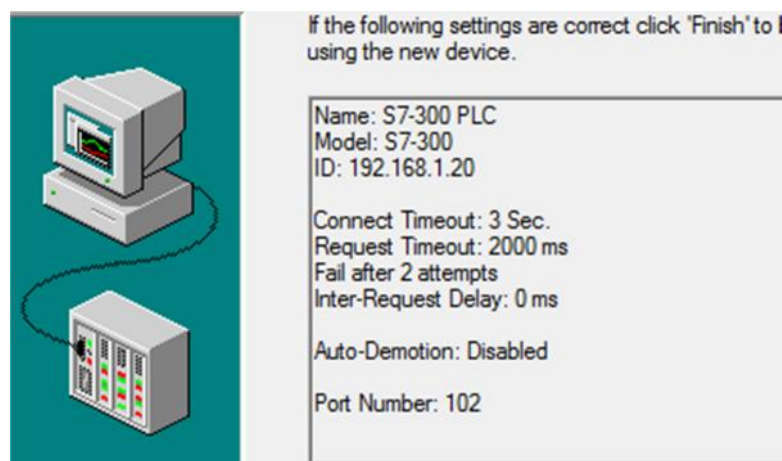 If the following settings are correct click 'Finish' to
using the new device.
Name: S7-300 PLC
Model: S7-300
ID: 192.168.1.20
Connect Timeout: 3 Sec.
Request Timeout: 2000 ms
Fail after 2 attempts
Inter-Request Delay: 0 ms
Auto-Demotion: Disabled
Port Number: 102